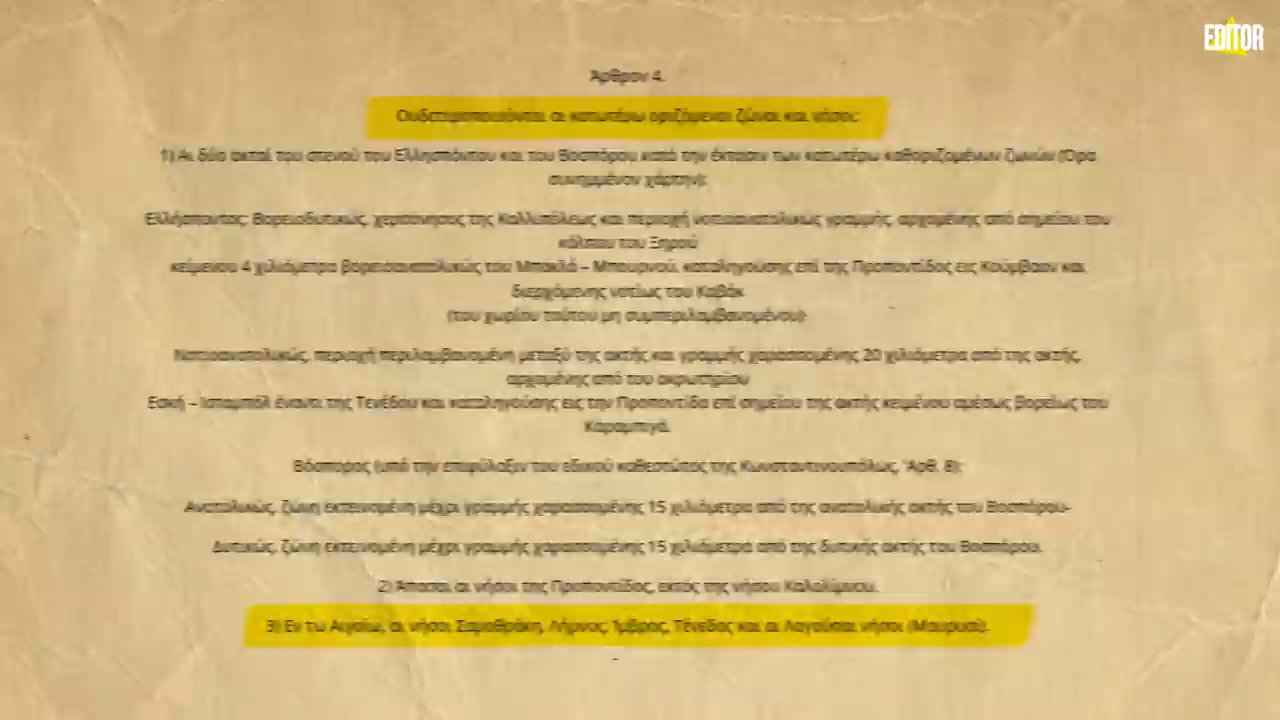 EDITOR
Άρθρον 4.
Ουδετεροποιούνται αι κατωτέρω οριζόμεναι ζώναι και νήσοι:
1) Αι δύο ακταί του στενού του Ελλησπόντου και του Βοσπόρου κατά την έκτασιν των κατωτέρω καθοριζομένων ζωνών (Όρα
συνημμένον χάρτην):
Ελλήσποντος: Βορειοδυτικώς, χερσόνησος της Καλλιπόλεως και περιοχή νοτιοανατολικώς γραμμής, αρχομένης από σημείου του
κόλπου του Ξηρού
κείμενου 4 χιλιόμετρα βορειοανατολικώς του Μπακλά – Μπουρνού, καταληγούσης επί της Προποντίδος εις Κούμβαον και
διερχόμενης νοτίως του Καβάκ
(του χωρίου τούτου μη συμπεριλαμβανομένου)·
Νοτιοανατολικώς, περιοχή περιλαμβανομένη μεταξύ της ακτής και γραμμής χαρασσομένης 20 χιλιόμετρα από της ακτής,
αρχομένης από του ακρωτηρίου
Εσκή – Ισταμπόλ έναντι της Τενέδου και καταληγούσης εις την Προποντίδα επί σημείου της ακτής κειμένου αμέσως βορείως του
Καραμπιγά.
Βόσπορος (υπό την επιφύλαξιν του ειδικού καθεστώτος της Κωνσταντινουπόλως, 'Αρθ. 8):
Ανατολικώς, ζώνη εκτεινομένη μέχρι γραμμής χαρασσομένης 15 χιλιόμετρα από της ανατολικής ακτής του Βοσπόρου·
Δυτικώς, ζώνη εκτεινομένη μέχρι γραμμής χαρασσομένης 15 χιλιόμετρα από της δυτικής ακτής του Βοσπόρου.
2) Άπασαι αι νήσοι της Προποντίδος, εκτός της νήσου Καλολίμνου.
3) Εν τω Αιγαίω, αι νήσοι Σαμοθράκη, Λήμνος, Ίμβρος, Τένεδος και αι Λαγούσαι νήσοι (Μαυρυαί).